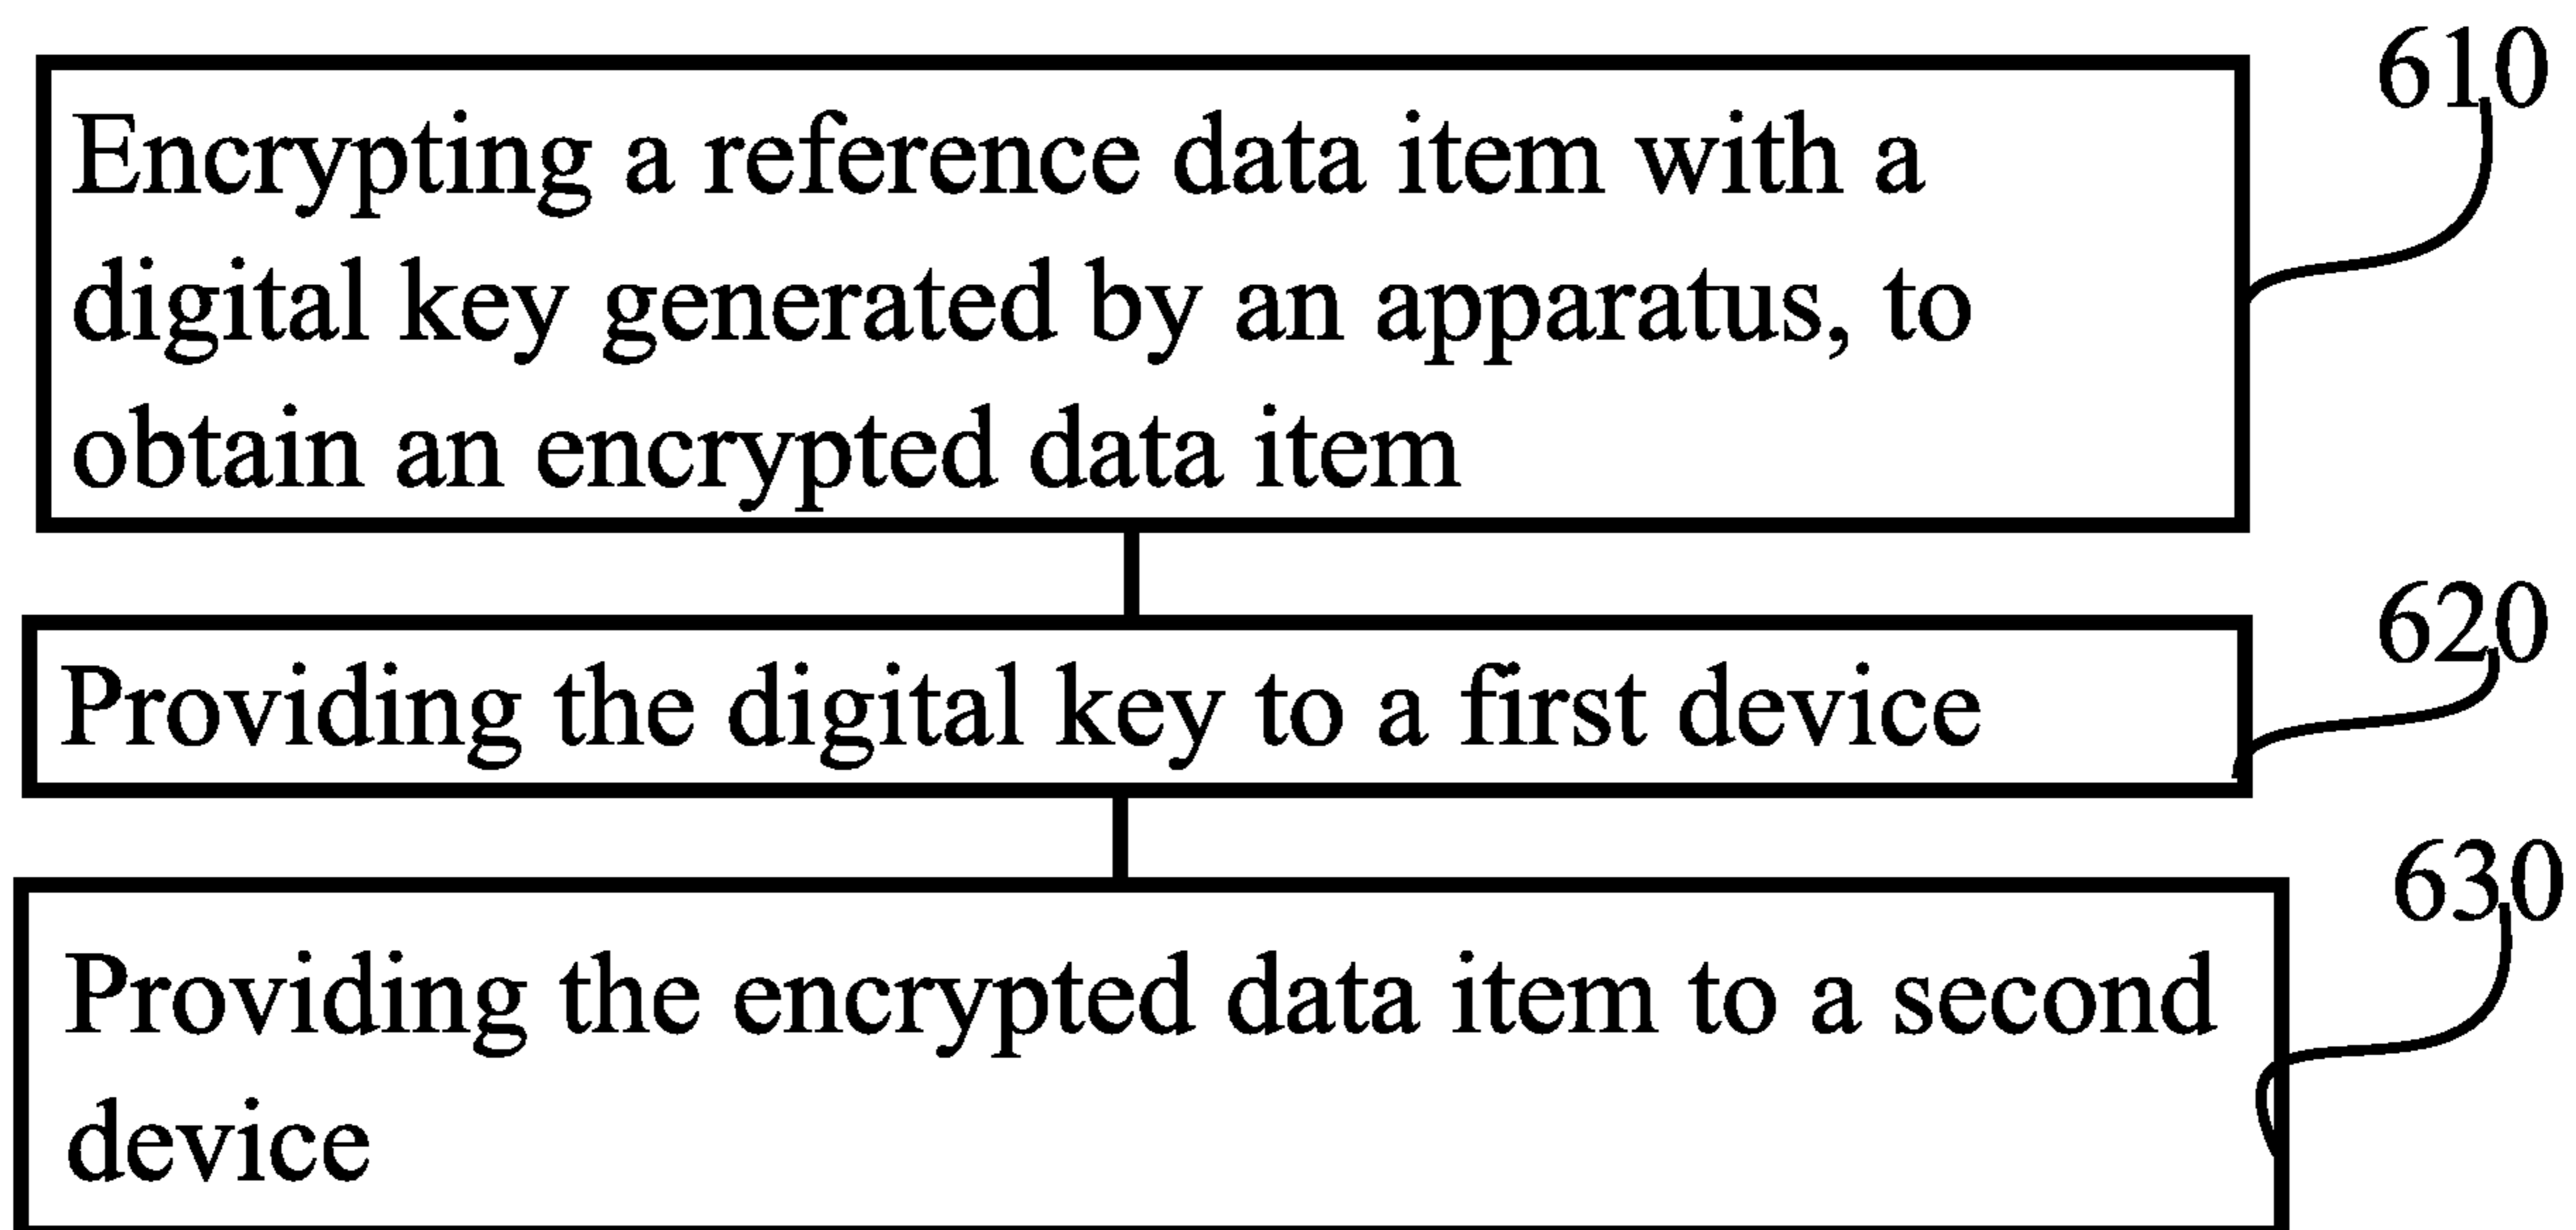 610
Encrypting a reference data item with a
digital key generated by an apparatus, to
obtain an encrypted data item
620
Providing the digital key to a first device
630
Providing the encrypted data item to a second
device